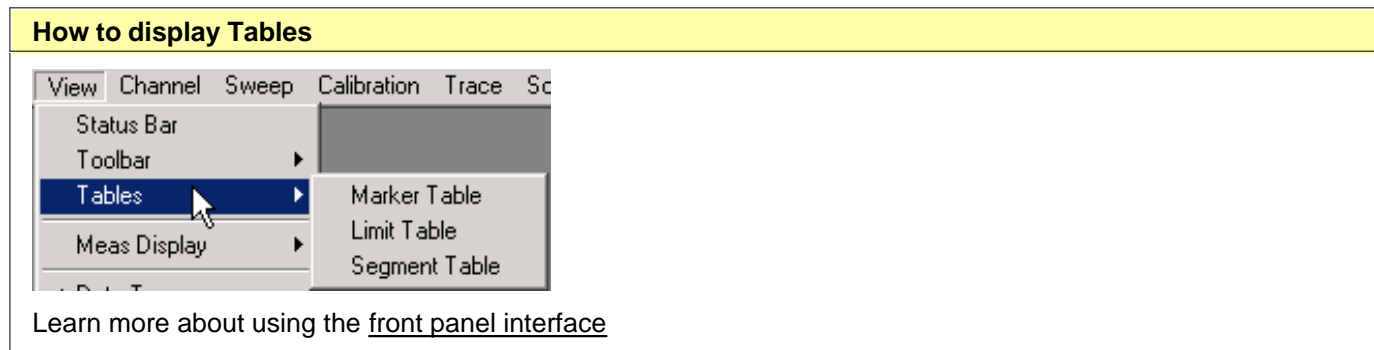 How to display Tables
View Channel Sweep Calibration Trace
Status Bar
Toolbar
Tables
Marker Table
Limit Table
Meas Display
Segment Table
Learn more about using the front panel interface